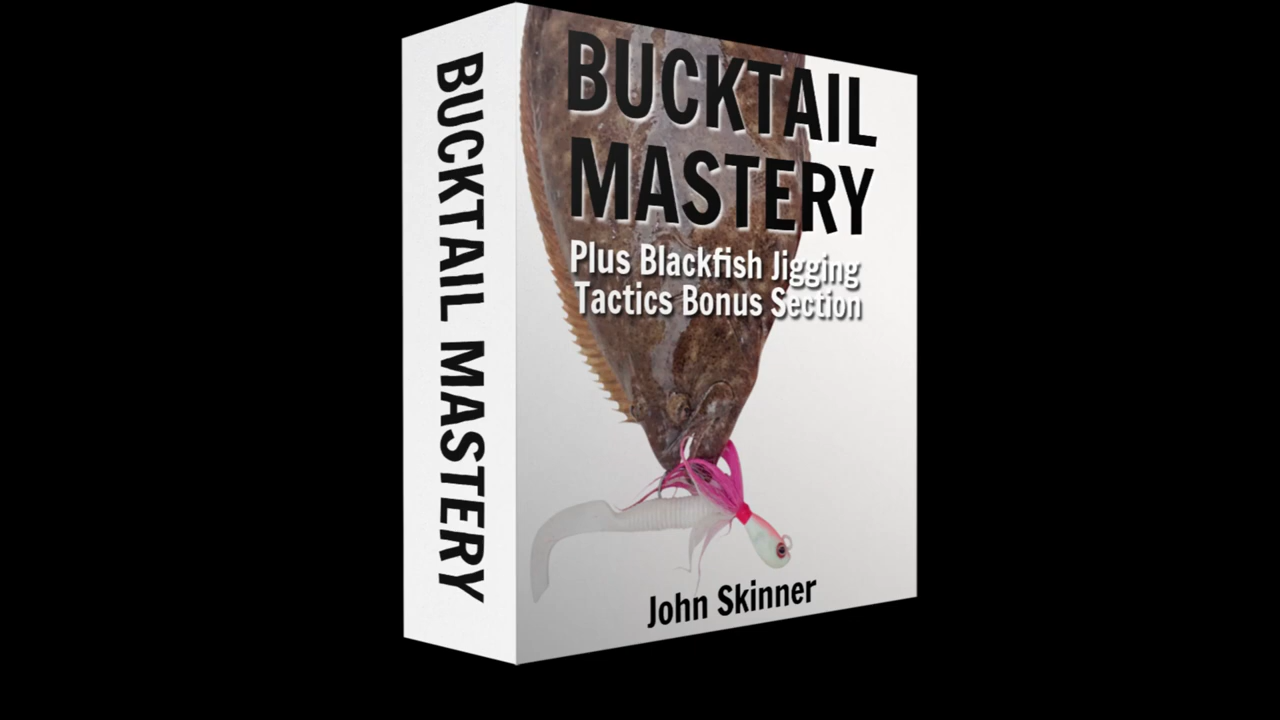 BUCKTAIL MASTERY
BUCKTAIL
MASTERY
Plus Blackfish Jigging
Tactics Bonus Section
John Skinner